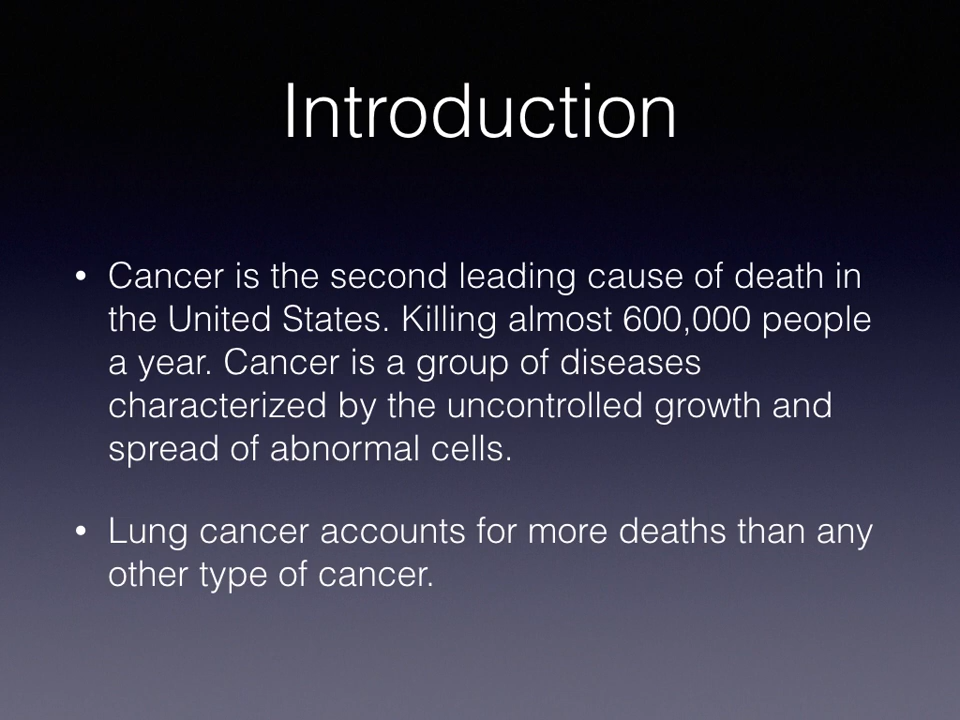 Introduction
• Cancer is the second leading cause of death in
the United States. Killing almost 600,000 people
a year. Cancer is a group of diseases
characterized by the uncontrolled growth and
spread of abnormal cells.
• Lung cancer accounts for more deaths than any
other type of cancer.